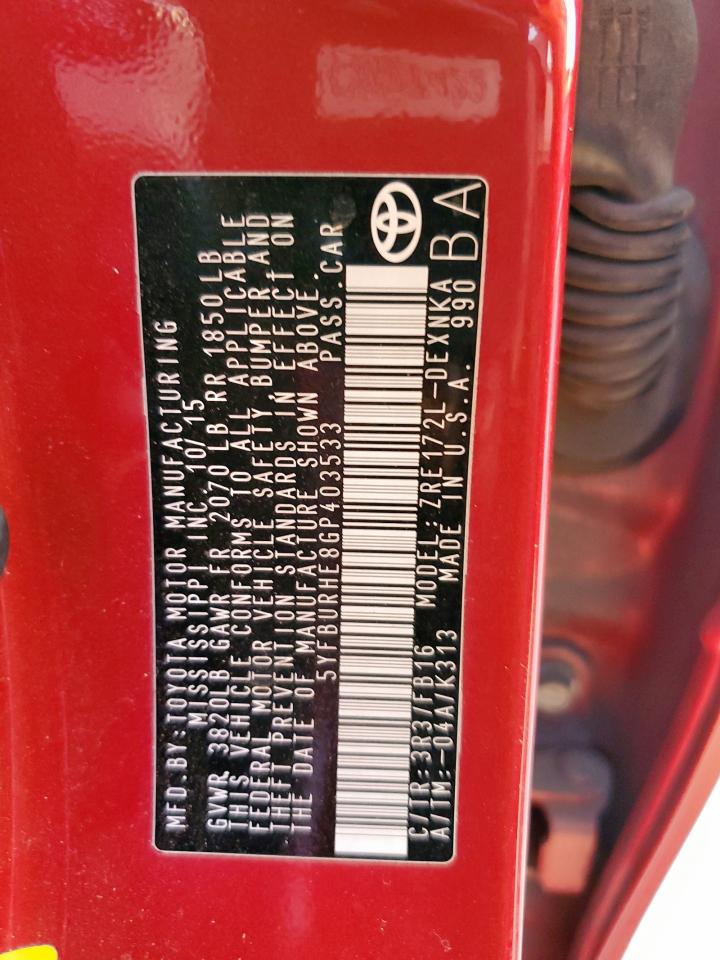 MFD.BY:TOYOTA MOTOR MANUFACTURING
MISSISSIPPI INC. 10/15
GVWR 3820LB GAWR FR 2070 LB RR 1850 LB
THIS VEHICLE CONFORMS TO ALL APPLICABLE
FEDERAL MOTOR VEHICLE SAFETY BUMPER AND
THEFT PREVENTION STANDARDS IN EFFECT ON
THE DATE OF MANUFACTURE SHOWN ABOVE.
5YFBURHE8GP403533 PASS.CAR
C/TR:3R3/FB16 MODEL:ZRE172L-DEXNKA
A/TM:-04A/K313 MADE IN U.S.A. 990
BA